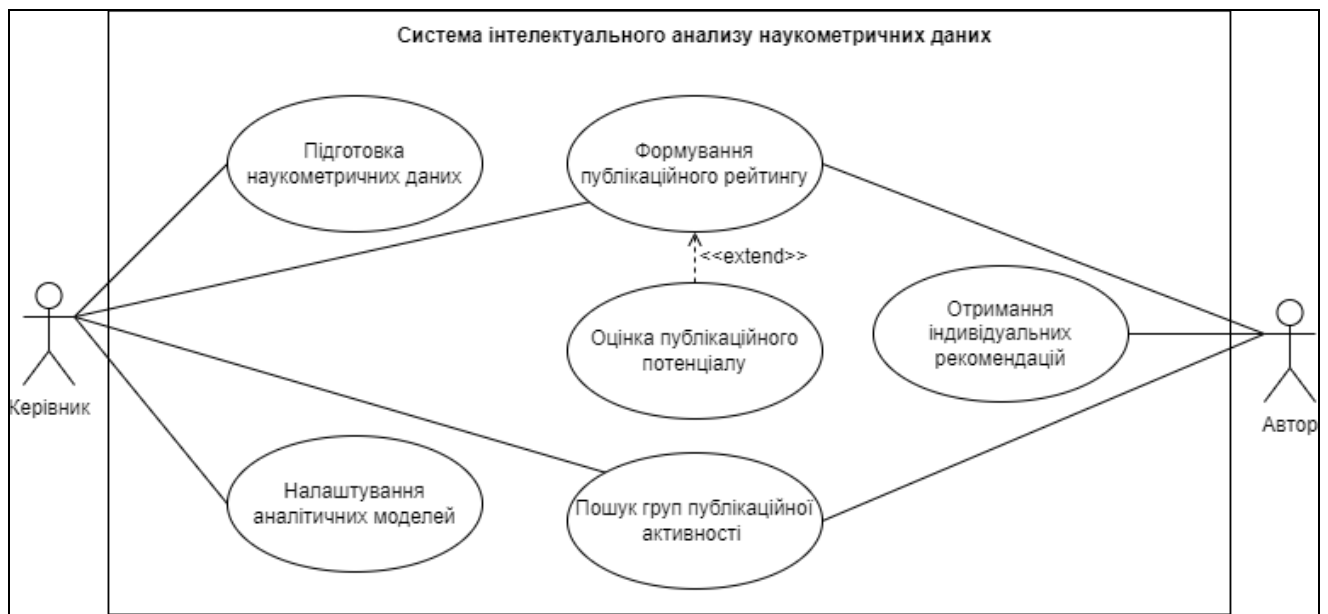 Система інтелектуального анализу наукометричних даних
Підготовка
наукометричних даних
Формування
публікаційного рейтингу
<<extend>>
Оцінка публікаційного
потенціалу
Отримання
індивідуальних
рекомендацій
Керівник
Автор
Налаштування
аналітичних моделей
Пошук груп публікаційної
активності